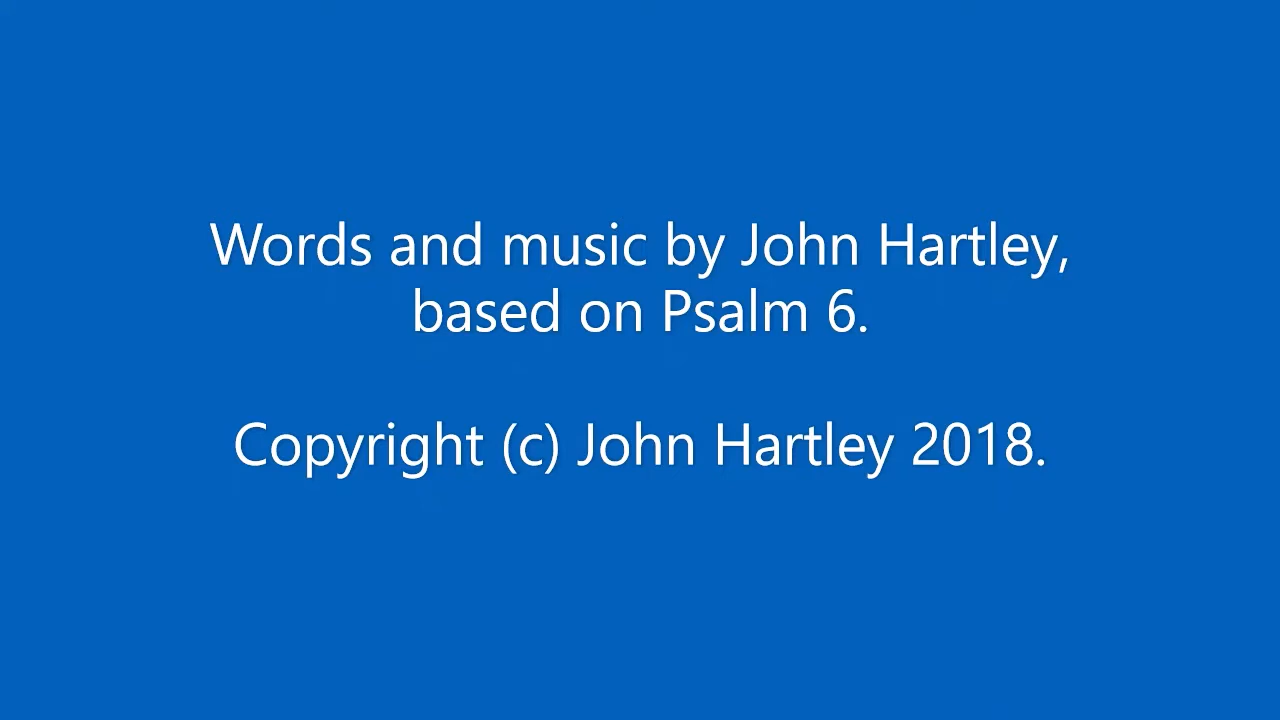 Words and music by John Hartley,
based on Psalm 6.
Copyright (c) John Hartley 2018.